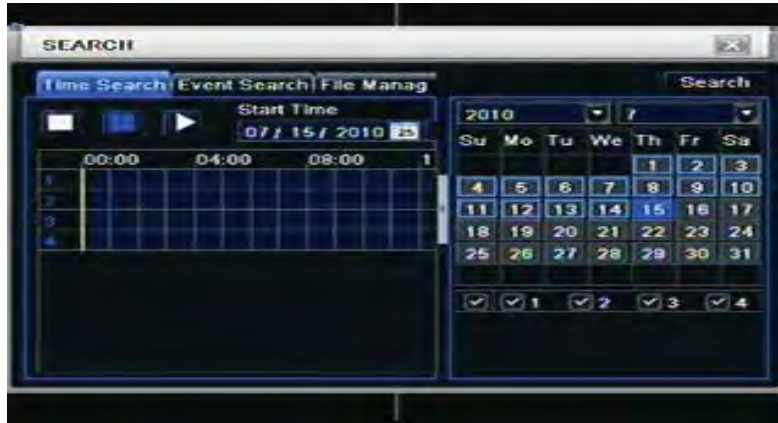 SEARCH
Time Search Event Search File Manag
Search
Start Time
07 / 15 / 2010
00:00 04:00 08:00 1
1
2
3
4
2010 7
Su Mo Tu We Th Fr Sa
1 2 3
4 5 6 7 8 9 10
11 12 13 14 15 16 17
18 19 20 21 22 23 24
25 26 27 28 29 30 31
1 2 3 4